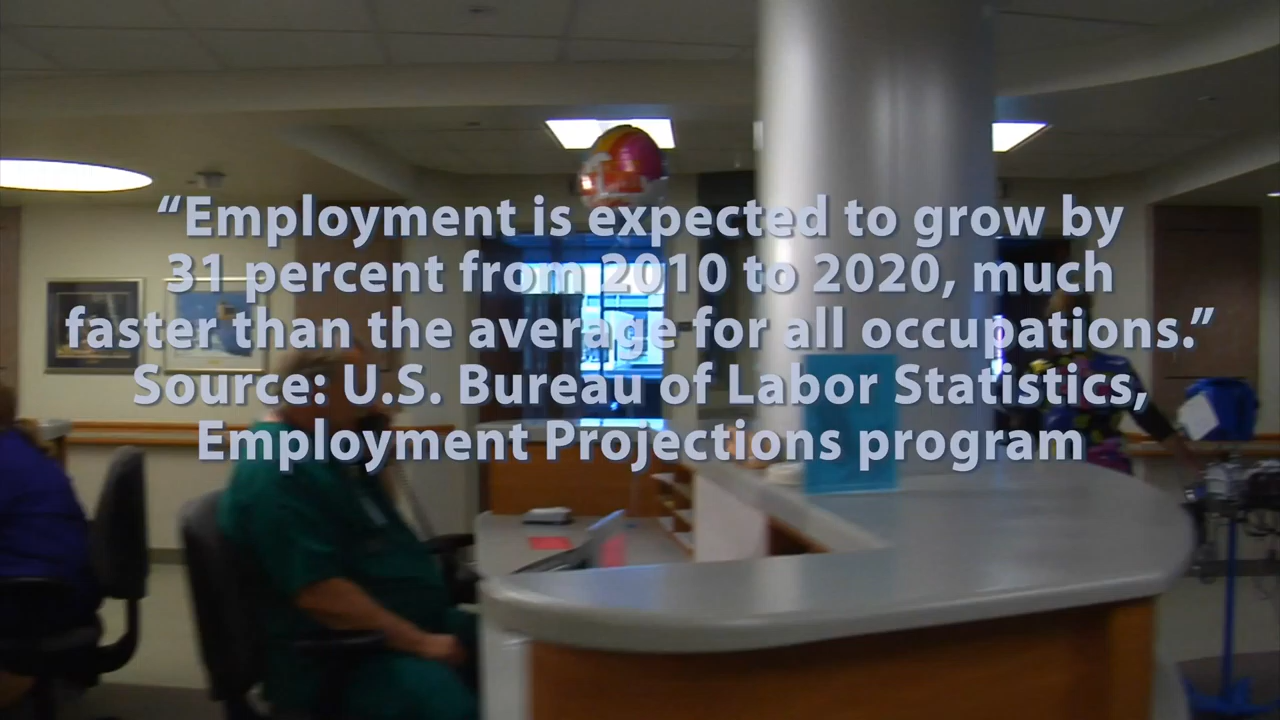 “Employment is expected to grow by
31 percent from 2010 to 2020, much
faster than the average for all occupations.”
Source: U.S. Bureau of Labor Statistics,
Employment Projections program